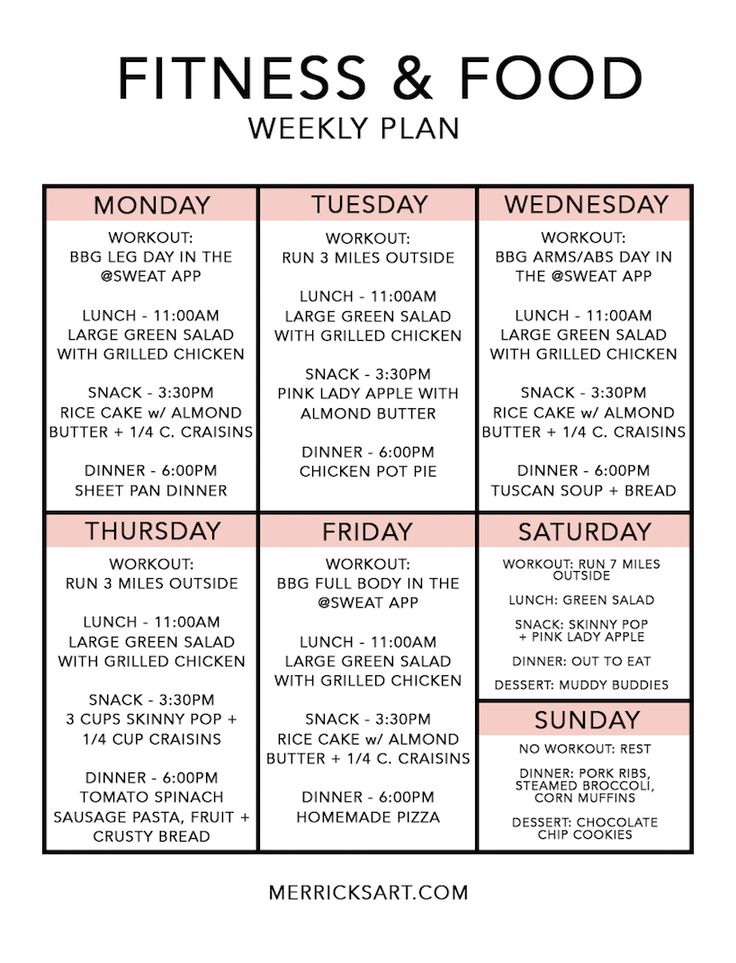 FITNESS & FOOD
WEEKLY PLAN
MONDAY
WORKOUT:
BBG LEG DAY IN THE
@SWEAT APP
LUNCH - 11:00AM
LARGE GREEN SALAD
WITH GRILLED CHICKEN
SNACK - 3:30PM
RICE CAKE w/ ALMOND
BUTTER + 1/4 C. CRAISINS
DINNER - 6:00PM
SHEET PAN DINNER
TUESDAY
WORKOUT:
RUN 3 MILES OUTSIDE
LUNCH - 11:00AM
LARGE GREEN SALAD
WITH GRILLED CHICKEN
SNACK - 3:30PM
PINK LADY APPLE WITH
ALMOND BUTTER
DINNER - 6:00PM
CHICKEN POT PIE
WEDNESDAY
WORKOUT:
BBG ARMS/ABS DAY IN
THE @SWEAT APP
LUNCH - 11:00AM
LARGE GREEN SALAD
WITH GRILLED CHICKEN
SNACK - 3:30PM
RICE CAKE w/ ALMOND
BUTTER + 1/4 C. CRAISINS
DINNER - 6:00PM
TUSCAN SOUP + BREAD
THURSDAY
WORKOUT:
RUN 3 MILES OUTSIDE
LUNCH - 11:00AM
LARGE GREEN SALAD
WITH GRILLED CHICKEN
SNACK - 3:30PM
3 CUPS SKINNY POP +
1/4 CUP CRAISINS
DINNER - 6:00PM
TOMATO SPINACH
SAUSAGE PASTA, FRUIT +
CRUSTY BREAD
FRIDAY
WORKOUT:
BBG FULL BODY IN THE
@SWEAT APP
LUNCH - 11:00AM
LARGE GREEN SALAD
WITH GRILLED CHICKEN
SNACK - 3:30PM
RICE CAKE w/ ALMOND
BUTTER + 1/4 C. CRAISINS
DINNER - 6:00PM
HOMEMADE PIZZA
SATURDAY
WORKOUT: RUN 7 MILES
OUTSIDE
LUNCH: GREEN SALAD
SNACK: SKINNY POP
+ PINK LADY APPLE
DINNER: OUT TO EAT
DESSERT: MUDDY BUDDIES
SUNDAY
NO WORKOUT: REST
DINNER: PORK RIBS,
STEAMED BROCCOLI,
CORN MUFFINS
DESSERT: CHOCOLATE
CHIP COOKIES
MERRICKSART.COM